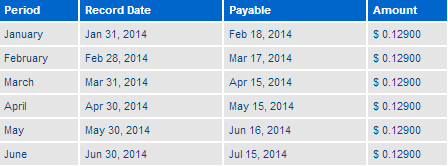 Period Record Date Payable Amount
January Jan 31, 2014 Feb 18, 2014 $ 0.12900
February Feb 28, 2014 Mar 17, 2014 $ 0.12900
March Mar 31, 2014 Apr 15, 2014 $ 0.12900
April Apr 30, 2014 May 15, 2014 $ 0.12900
May May 30, 2014 Jun 16, 2014 $ 0.12900
June Jun 30, 2014 Jul 15, 2014 $ 0.12900